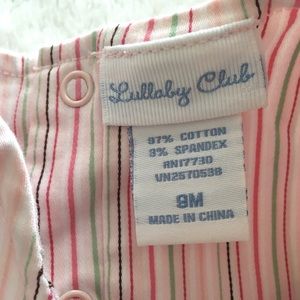 Lullaby Club
97% COTTON
3% SPANDEX
RN17730
VN2570538
9M
MADE IN CHINA